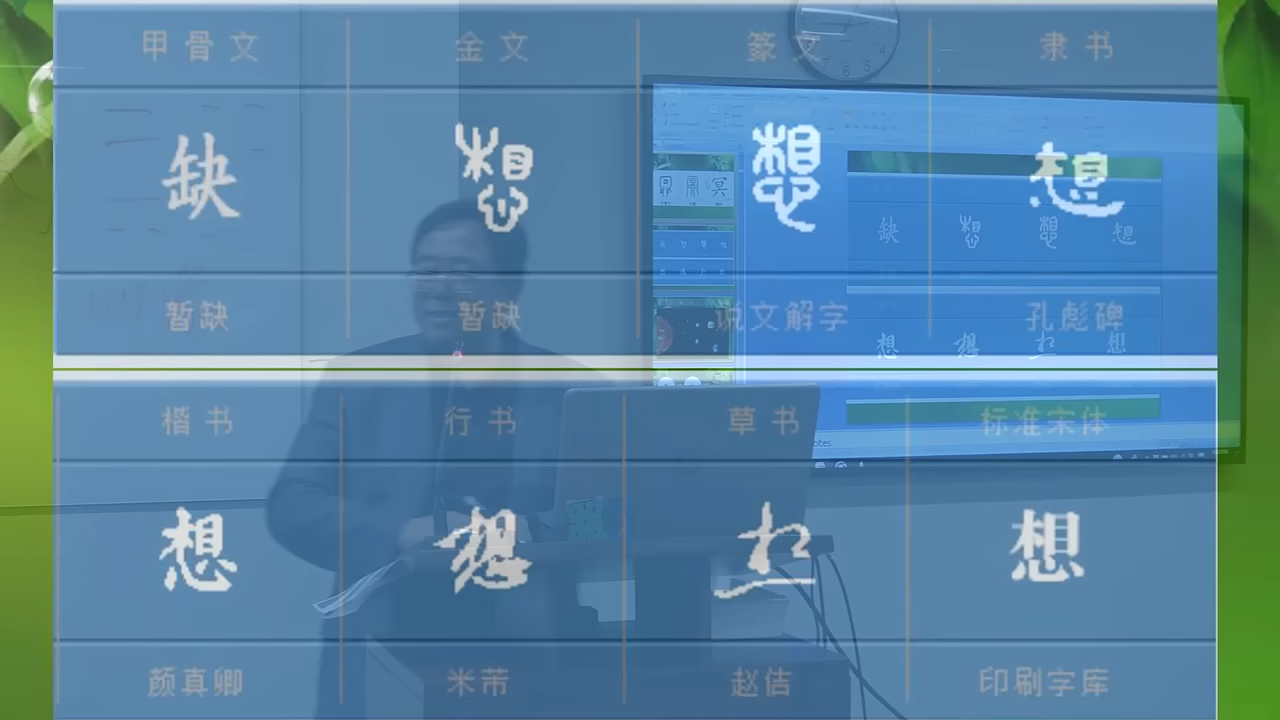 甲骨文 金文 篆文 隶书
缺 想 想 想
暂缺 暂缺 说文解字 孔彪碑
楷书 行书 草书 标准宋体
想 想 想 想
颜真卿 米芾 赵佶 印刷字库